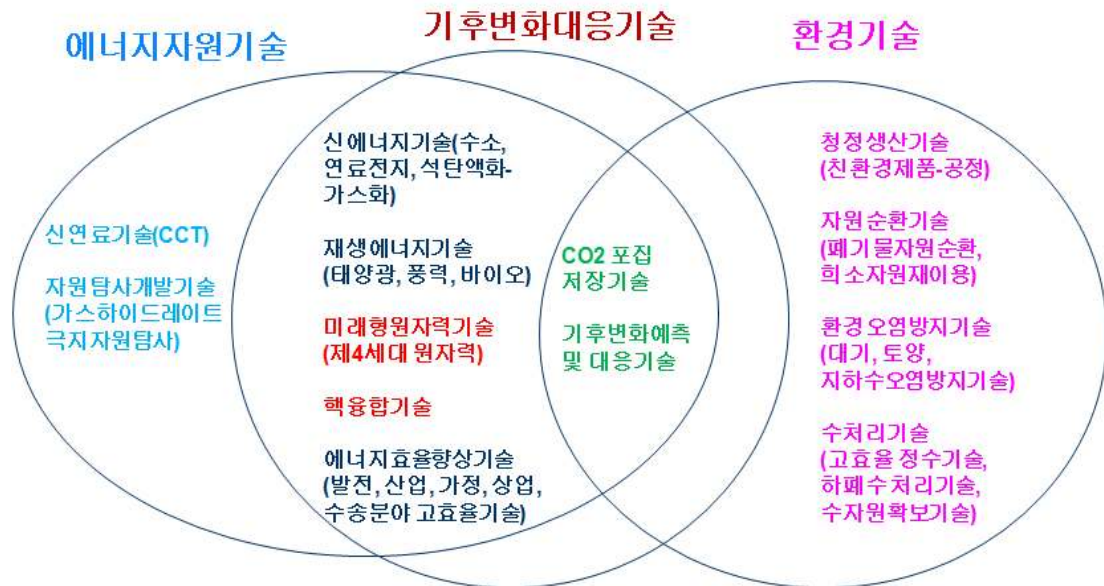 에너지자원기술
기후변화대응기술
환경기술
신연료기술(CCT)
자원탐사개발기술
(가스하이드레이트
극지자원탐사)
신에너지기술(수소,
연료전지, 석탄액화-
가스화)
재생에너지기술
(태양광, 풍력, 바이오)
미래형원자력기술
(제4세대 원자력)
핵융합기술
에너지효율향상기술
(발전, 산업, 가정, 상업,
수송분야 고효율기술)
CO2 포집
저장기술
기후변화예측
및 대응기술
청정생산기술
(친환경제품-공정)
자원순환기술
(폐기물자원순환,
희소자원재이용)
환경오염방지기술
(대기, 토양,
지하수오염방지기술)
수처리기술
(고효율 정수기술,
하폐수처리기술,
수자원확보기술)